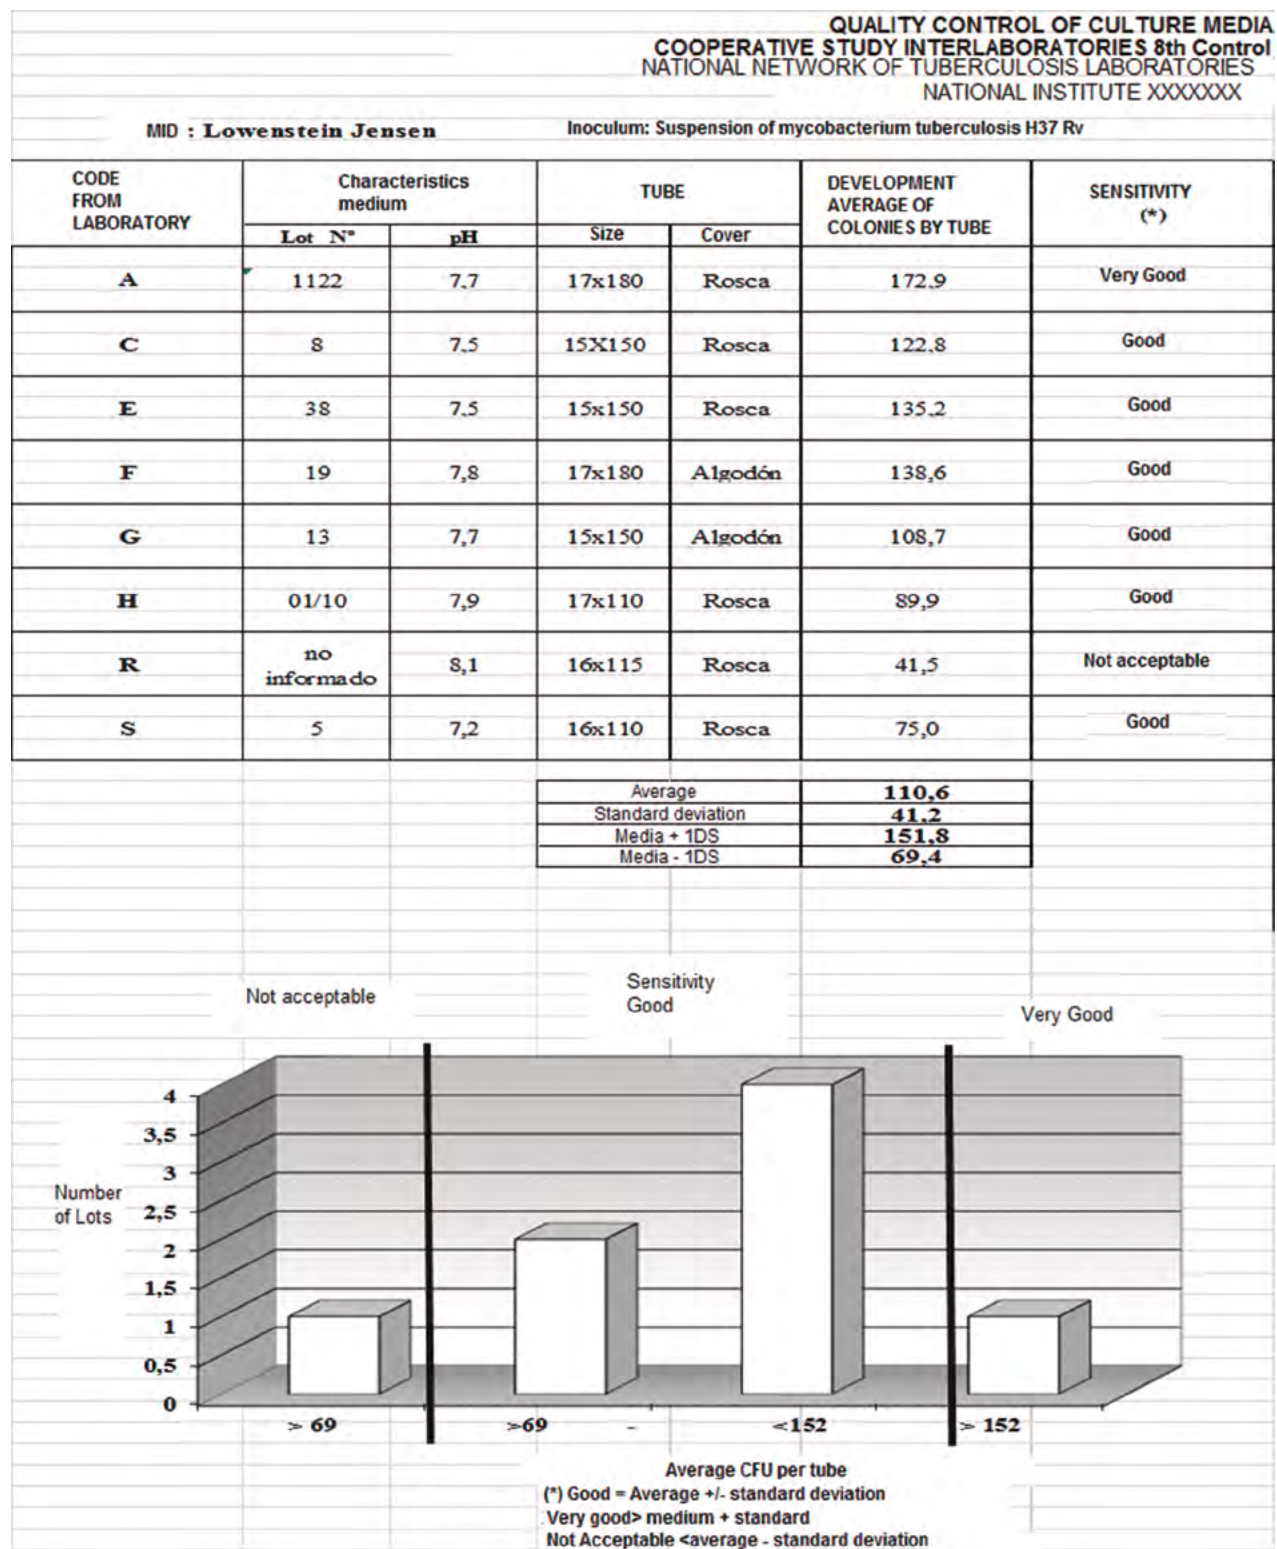 QUALITY CONTROL OF CULTURE MEDIA
COOPERATIVE STUDY INTERLABORATORIES 8th Control
NATIONAL NETWORK OF TUBERCULOSIS LABORATORIES
NATIONAL INSTITUTE XXXXXXX
MID : Lowenstein Jensen Inoculum: Suspension of mycobacterium tuberculosis H37 Rv
CODE FROM LABORATORY Characteristics medium TUBE DEVELOPMENT AVERAGE OF COLONIES BY TUBE SENSITIVITY (*)
Lot N° pH Size Cover
A 1122 7,7 17x180 Rosca 172,9 Very Good
C 8 7,5 15X150 Rosca 122,8 Good
E 38 7,5 15x150 Rosca 135,2 Good
F 19 7,8 17x180 Algodón 138,6 Good
G 13 7,7 15x150 Algodón 108,7 Good
H 01/10 7,9 17x110 Rosca 89,9 Good
R no informado 8,1 16x115 Rosca 41,5 Not acceptable
S 5 7,2 16x110 Rosca 75,0 Good
Average 110,6
Standard deviation 41,2
Media + 1DS 151,8
Media - 1DS 69,4
Not acceptable
Sensitivity
Good
Very Good
Number
of Lots
4
3,5
3
2,5
2
1,5
1
0,5
0
> 69 >69 - <152 > 152
Average CFU per tube
(*) Good = Average +/- standard deviation
Very good> medium + standard
Not Acceptable <average - standard deviation